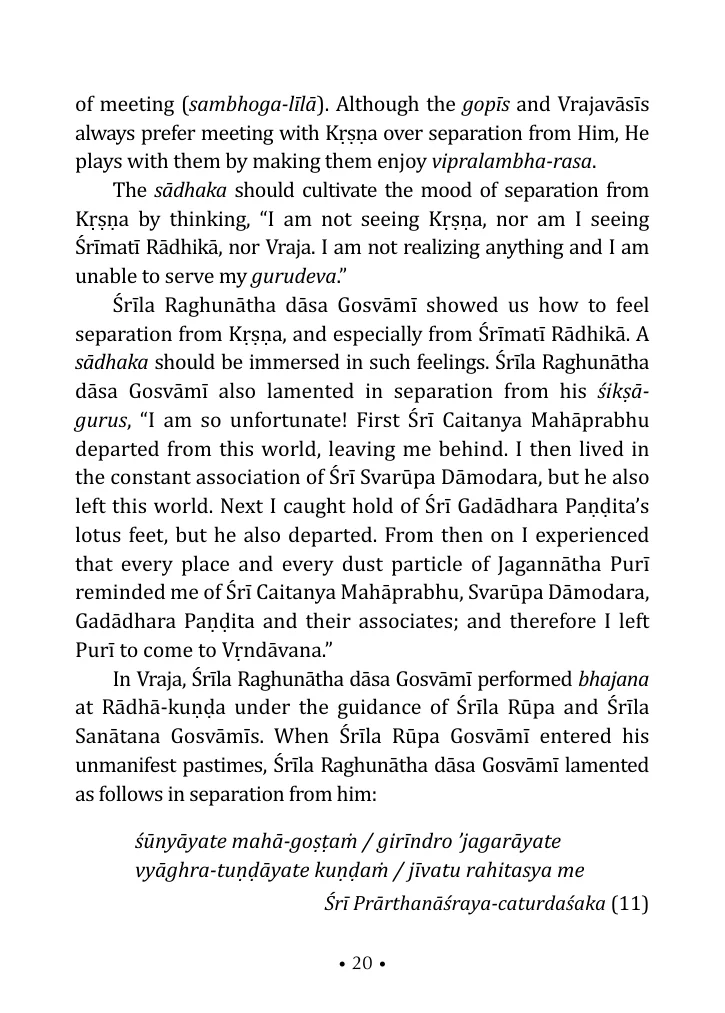 of meeting (sambhoga-līlā). Although the gopīs and Vrajavāsīs
always prefer meeting with Kṛṣṇa over separation from Him, He
plays with them by making them enjoy vipralambha-rasa.
The sādhaka should cultivate the mood of separation from
Kṛṣṇa by thinking, “I am not seeing Kṛṣṇa, nor am I seeing
Śrīmatī Rādhikā, nor Vraja. I am not realizing anything and I am
unable to serve my gurudeva.”
Śrīla Raghunātha dāsa Gosvāmī showed us how to feel
separation from Kṛṣṇa, and especially from Śrīmatī Rādhikā. A
sādhaka should be immersed in such feelings. Śrīla Raghunātha
dāsa Gosvāmī also lamented in separation from his śikṣā-
gurus, “I am so unfortunate! First Śrī Caitanya Mahāprabhu
departed from this world, leaving me behind. I then lived in
the constant association of Śrī Svarūpa Dāmodara, but he also
left this world. Next I caught hold of Śrī Gadādhara Paṇḍita’s
lotus feet, but he also departed. From then on I experienced
that every place and every dust particle of Jagannātha Purī
reminded me of Śrī Caitanya Mahāprabhu, Svarūpa Dāmodara,
Gadādhara Paṇḍita and their associates; and therefore I left
Purī to come to Vṛndāvana.”
In Vraja, Śrīla Raghunātha dāsa Gosvāmī performed bhajana
at Rādhā-kuṇḍa under the guidance of Śrīla Rūpa and Śrīla
Sanātana Gosvāmīs. When Śrīla Rūpa Gosvāmī entered his
unmanifest pastimes, Śrīla Raghunātha dāsa Gosvāmī lamented
as follows in separation from him:
śūnyāyate mahā-goṣṭaṁ / girīndro ’jagarāyate
vyāghra-tuṇḍāyate kuṇḍaṁ / jīvatu rahitasya me
Śrī Prārthanāśraya-caturdaśaka (11)
• 20 •